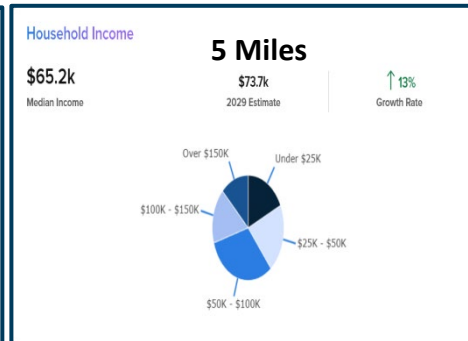 Household Income
5 Miles
$65.2k
Median Income
$73.7k
2029 Estimate
↑ 13%
Growth Rate
Over $150K
Under $25K
$100K - $150K
$25K - $50K
$50K - $100K